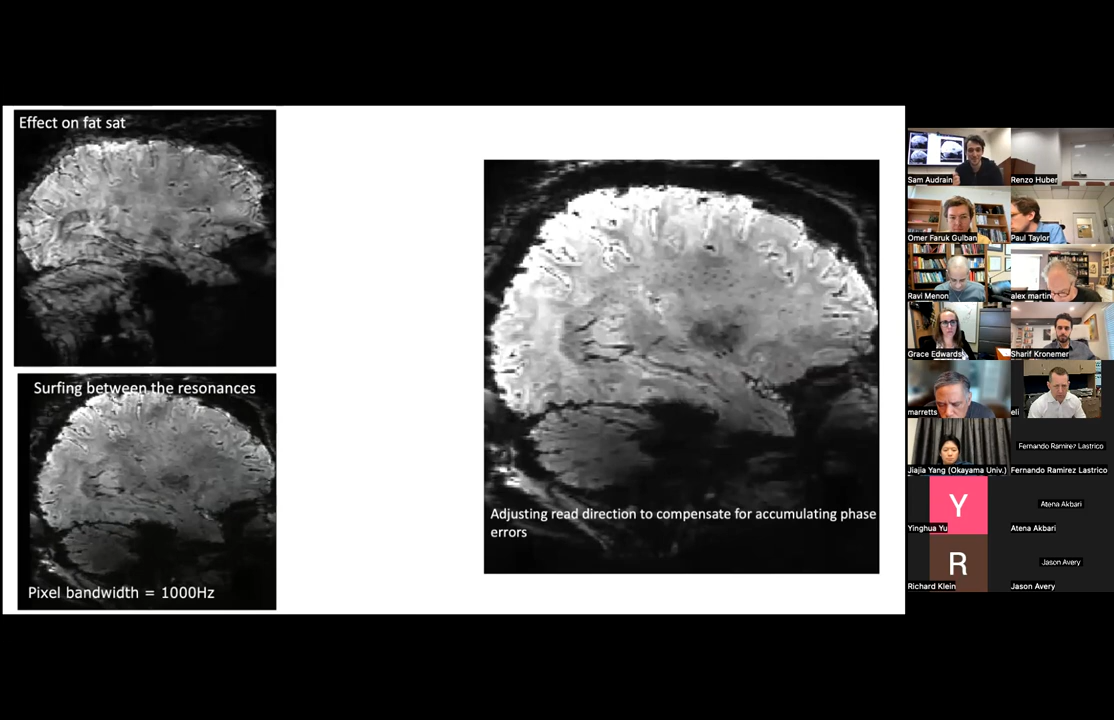 Effect on fat sat
Surfing between the resonances
Pixel bandwidth = 1000Hz
Adjusting read direction to compensate for accumulating phase
errors
Sam Audrain
Renzo Huber
Omer Faruk Gulban
Paul Taylor
Ravi Menon
alex martin
Grace Edwards
Sharif Kronemer
marretts
eli
Fernando Ramirez Lastrico
Jiajia Yang (Okayama Univ.)
Fernando Ramirez Lastrico
Y
Atena Akbari
Yinghua Yu
Atena Akbari
R
Jason Avery
Richard Klein
Jason Avery